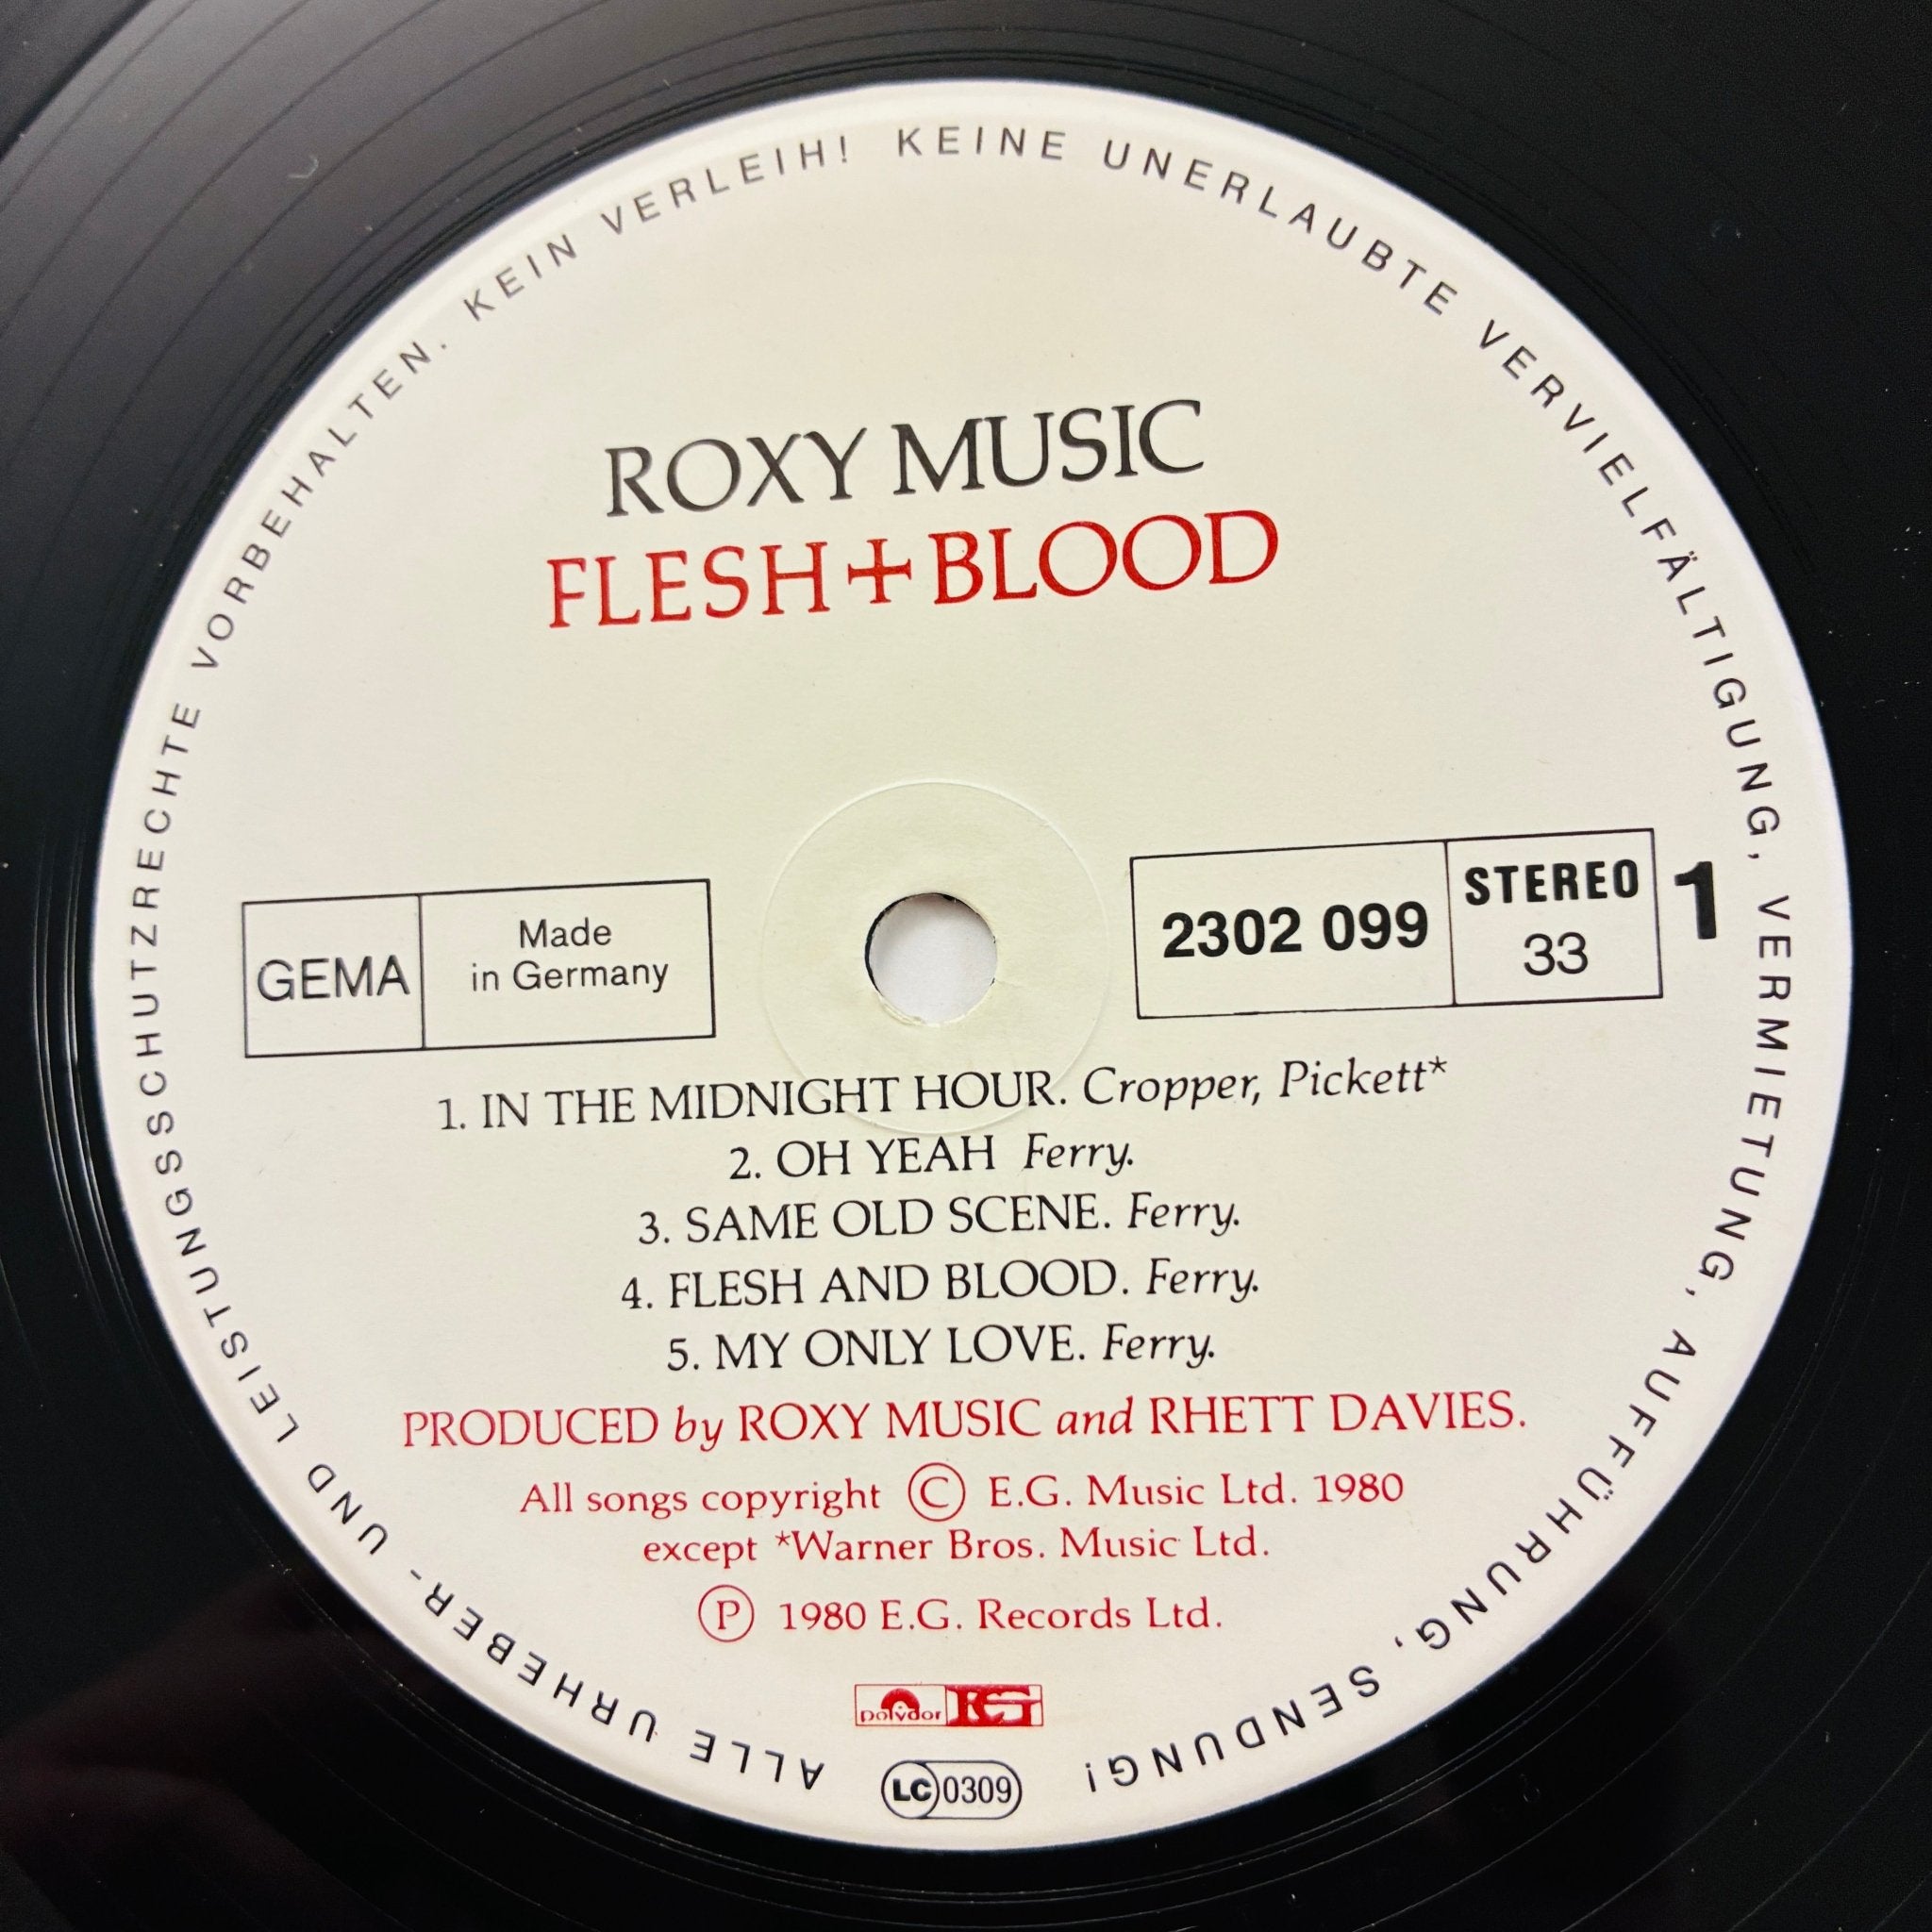 ALLE URHEBER- UND LEISTUNGSSCHUTZRECHTE VORBEHALTEN. KEIN VERLEIH! KEINE UNERLAUBTE VERVIELFÄLTIGUNG, VERMIETUNG, AUFFÜHRUNG, SENDUNG!
ROXY MUSIC
FLESH+BLOOD
GEMA
Made
in Germany
2302 099
STEREO
33
1
1. IN THE MIDNIGHT HOUR. Cropper, Pickett*
2. OH YEAH Ferry.
3. SAME OLD SCENE. Ferry.
4. FLESH AND BLOOD. Ferry.
5. MY ONLY LOVE. Ferry.
PRODUCED by ROXY MUSIC and RHETT DAVIES.
All songs copyright © E.G. Music Ltd. 1980
except *Warner Bros. Music Ltd.
℗ 1980 E.G. Records Ltd.
polydor EG
LC 0309